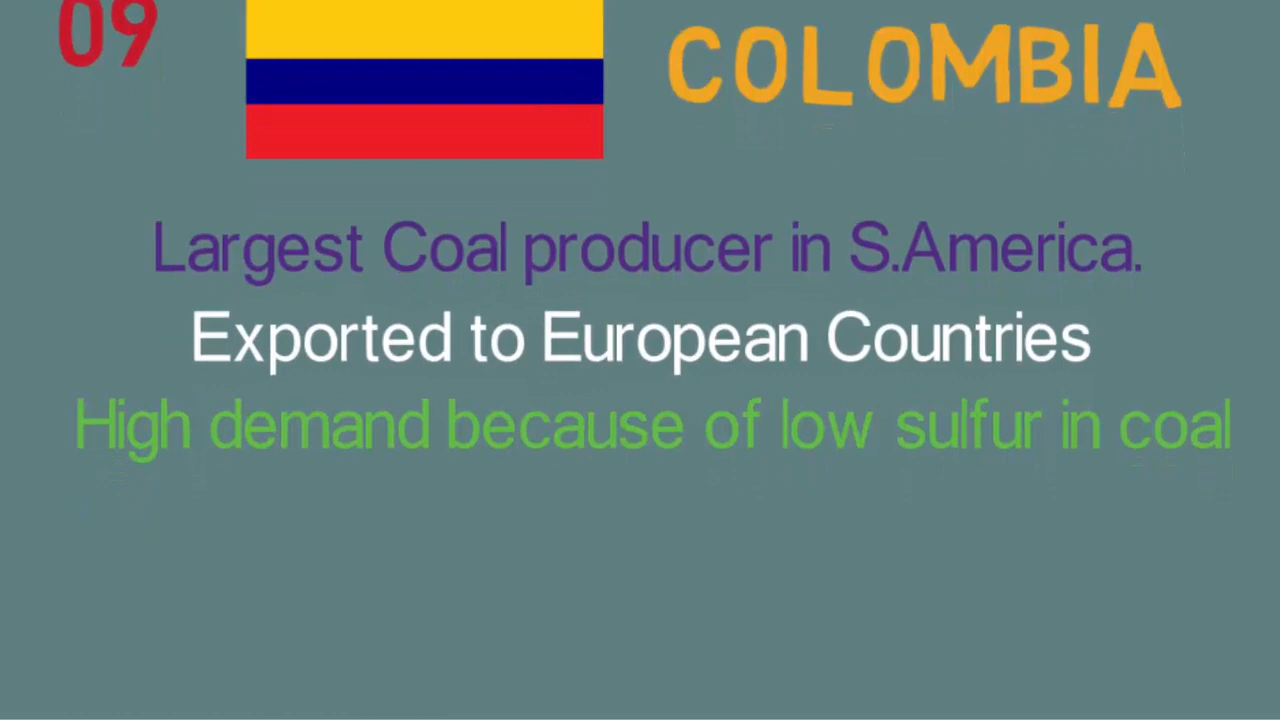 09 COLOMBIA
Largest Coal producer in S.America.
Exported to European Countries
High demand because of low sulfur in coal